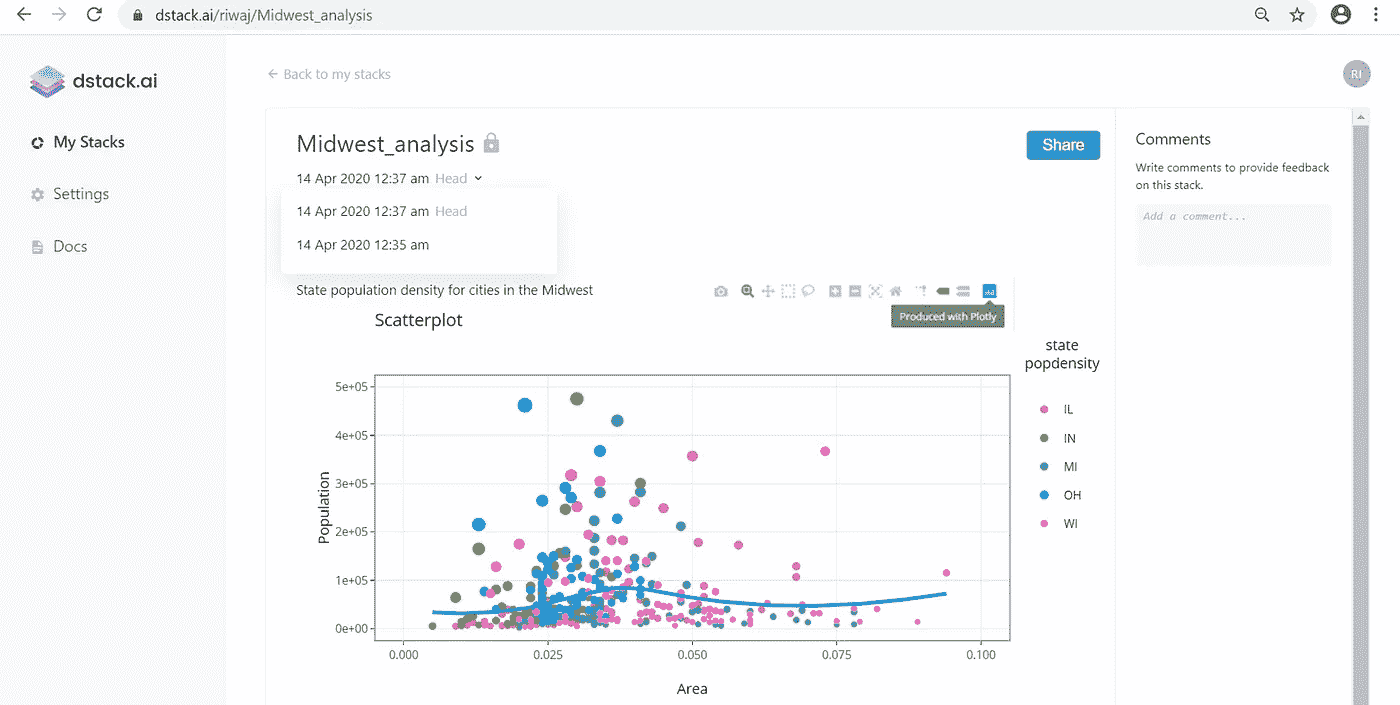 dstack.ai/riwaj/Midwest_analysis
dstack.ai
My Stacks
Settings
Docs
Back to my stacks
RI
Midwest_analysis
Share
14 Apr 2020 12:37 am Head
14 Apr 2020 12:37 am Head
14 Apr 2020 12:35 am
State population density for cities in the Midwest
Produced with Plotly
Scatterplot
state
popdensity
IL
IN
MI
OH
WI
Population
5e+05
4e+05
3e+05
2e+05
1e+05
0e+00
0.000 0.025 0.050 0.075 0.100
Area
Comments
Write comments to provide feedback
on this stack.
Add a comment...